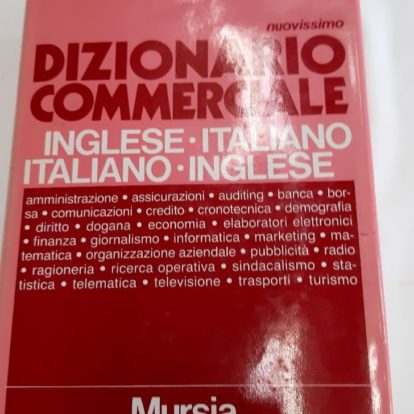 nuovissimo
DIZIONARIO
COMMERCIALE
INGLESE · ITALIANO
ITALIANO · INGLESE
amministrazione • assicurazioni • auditing • banca • bor-
sa • comunicazioni • credito • cronotecnica • demografia
• diritto • dogana • economia • elaboratori elettronici
• finanza • giornalismo • informatica • marketing • ma-
tematica • organizzazione aziendale • pubblicità • radio
• ragioneria • ricerca operativa • sindacalismo • sta-
tistica • telematica • televisione • trasporti • turismo
Mursia